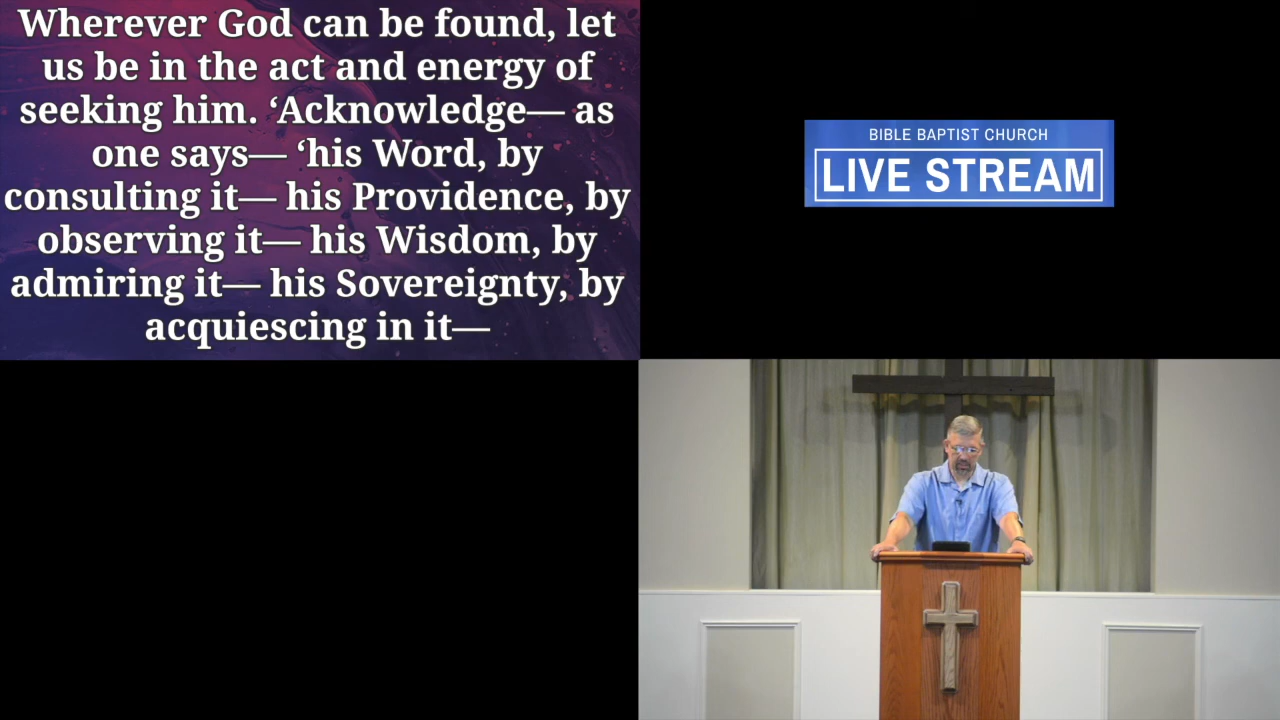 Wherever God can be found, let
us be in the act and energy of
seeking him. ‘Acknowledge— as
one says— ‘his Word, by
consulting it— his Providence, by
observing it— his Wisdom, by
admiring it— his Sovereignty, by
acquiescing in it—
BIBLE BAPTIST CHURCH
LIVE STREAM